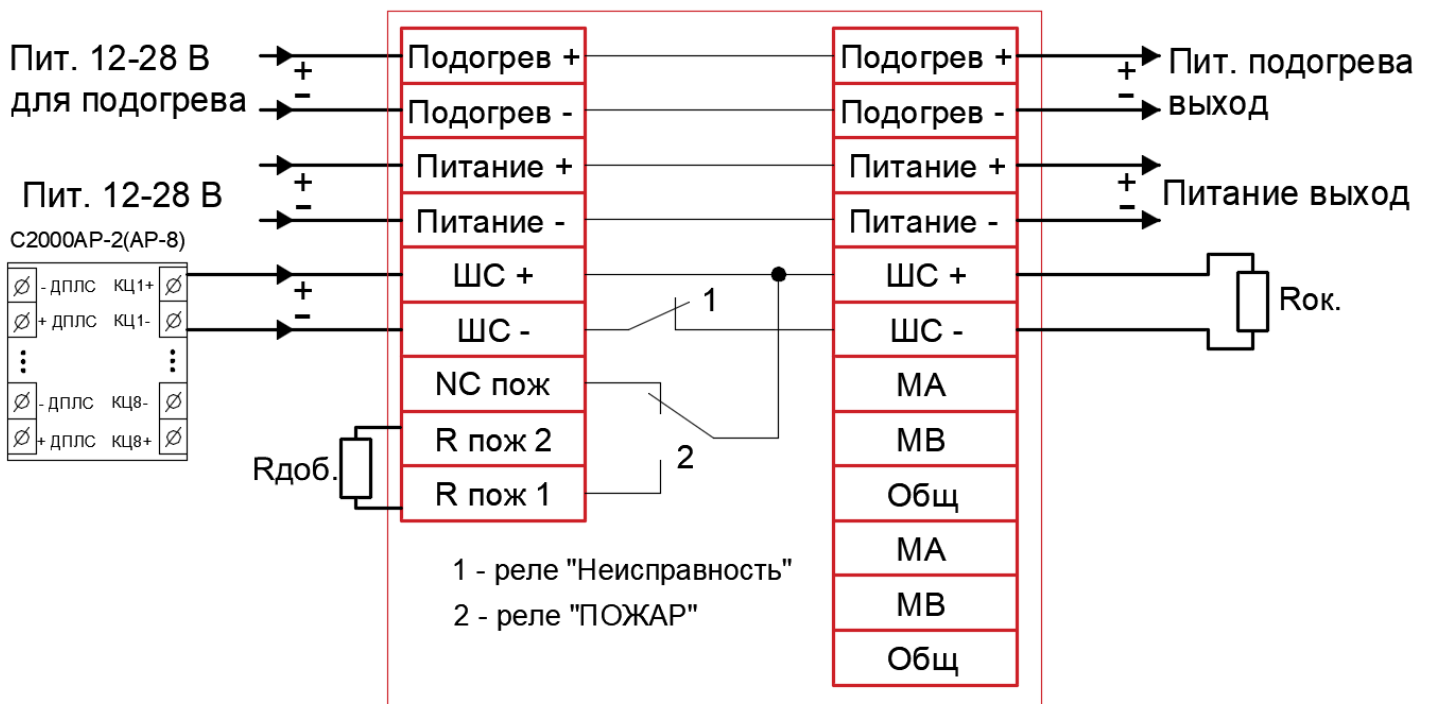 Пит. 12-28 В
для подогрева
+
-
Пит. 12-28 В
+
-
С2000АР-2(АР-8)
- ДПЛС КЦ1+
+ ДПЛС КЦ1-
- ДПЛС КЦ8-
+ ДПЛС КЦ8+
+
-
Rдоб.
Подогрев +
Подогрев -
Питание +
Питание -
ШС +
ШС -
NC пож
R пож 2
R пож 1
1
2
1 - реле "Неисправность"
2 - реле "ПОЖАР"
Подогрев +
Подогрев -
Питание +
Питание -
ШС +
ШС -
МА
МВ
Общ
МА
МВ
Общ
+
-
Пит. подогрева
выход
+
-
Питание выход
Rок.